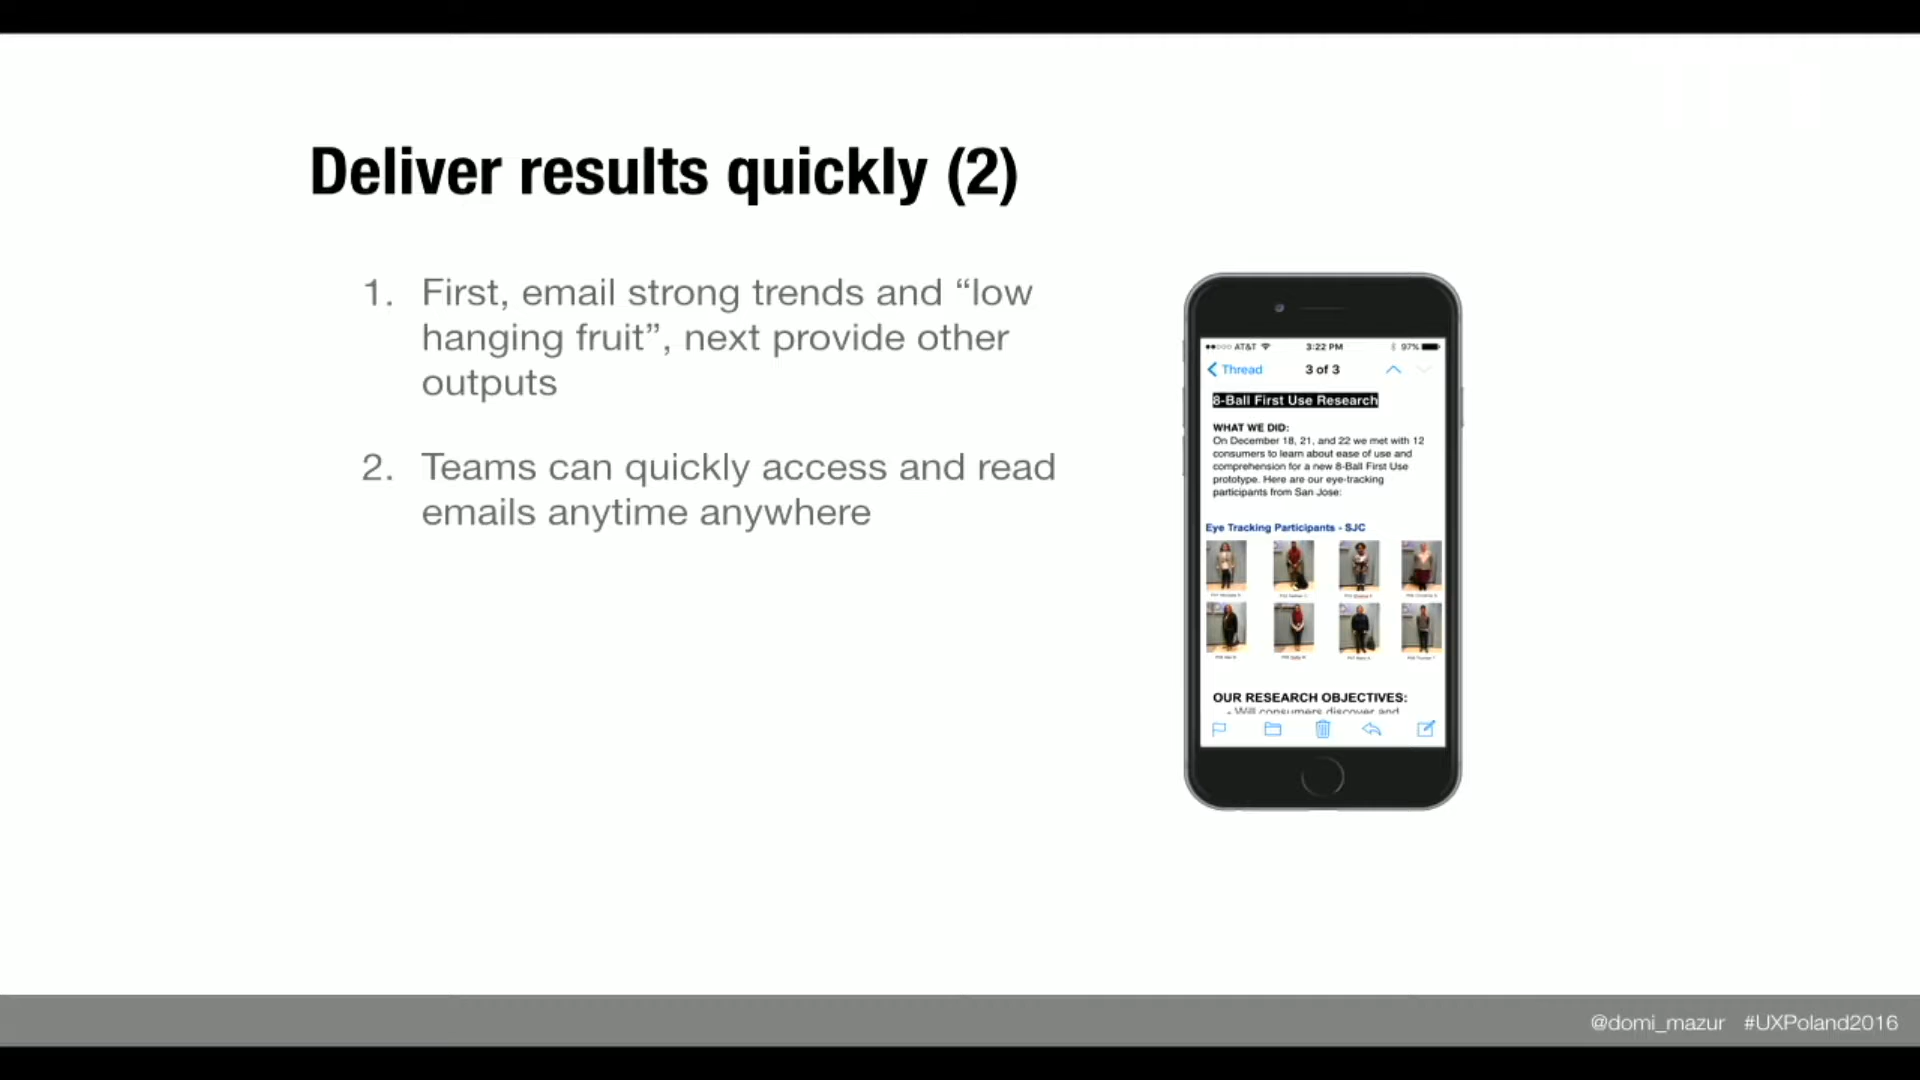 Deliver results quickly (2)
1. First, email strong trends and “low
hanging fruit”, next provide other
outputs
2. Teams can quickly access and read
emails anytime anywhere
AT&T 3:22 PM 97%
Thread 3 of 3
8-Ball First Use Research
WHAT WE DID:
On December 18, 21, and 22 we met with 12
consumers to learn about ease of use and
comprehension for a new 8-Ball First Use
prototype. Here are our eye-tracking
participants from San Jose:
Eye Tracking Participants - SJC
OUR RESEARCH OBJECTIVES:
- Will consumers discover and
@domi_mazur #UXPoland2016